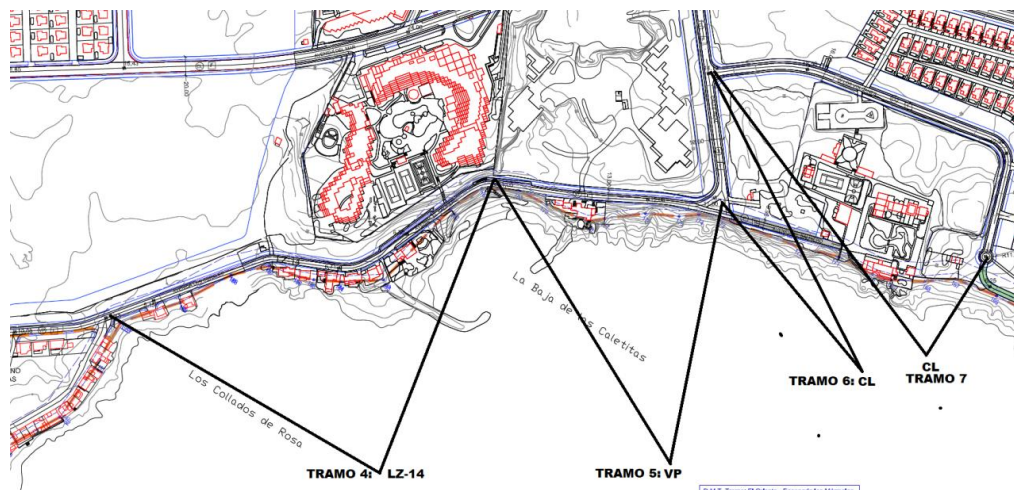 La Baja de las Caletitas
Los Collados de Rosa
TRAMO 4: LZ-14
TRAMO 5: VP
TRAMO 6: CL
CL
TRAMO 7